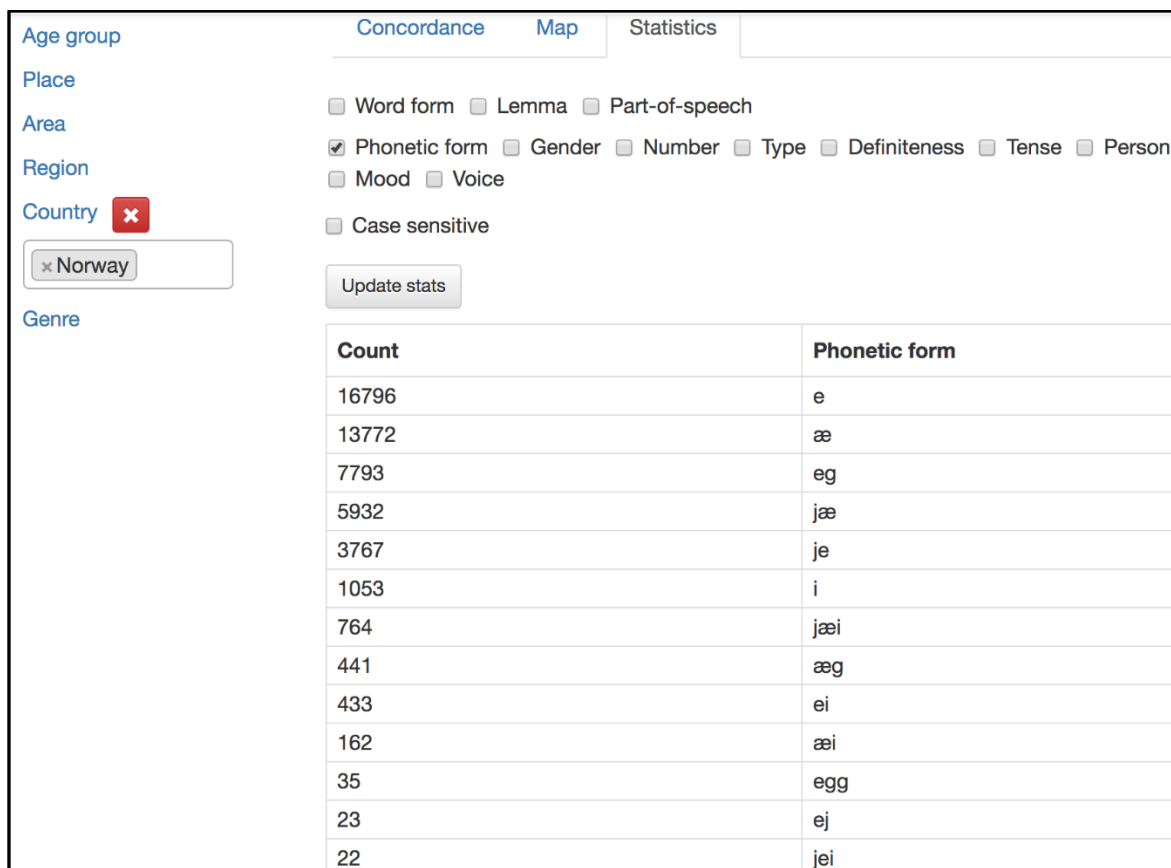 Age group
Place
Area
Region
Country
× Norway
Genre
Concordance Map Statistics
Word form Lemma Part-of-speech
Phonetic form Gender Number Type Definiteness Tense Person
Mood Voice
Case sensitive
Update stats
Count Phonetic form
16796 e
13772 æ
7793 eg
5932 jæ
3767 je
1053 i
764 jæi
441 æg
433 ei
162 æi
35 egg
23 ej
22 jei